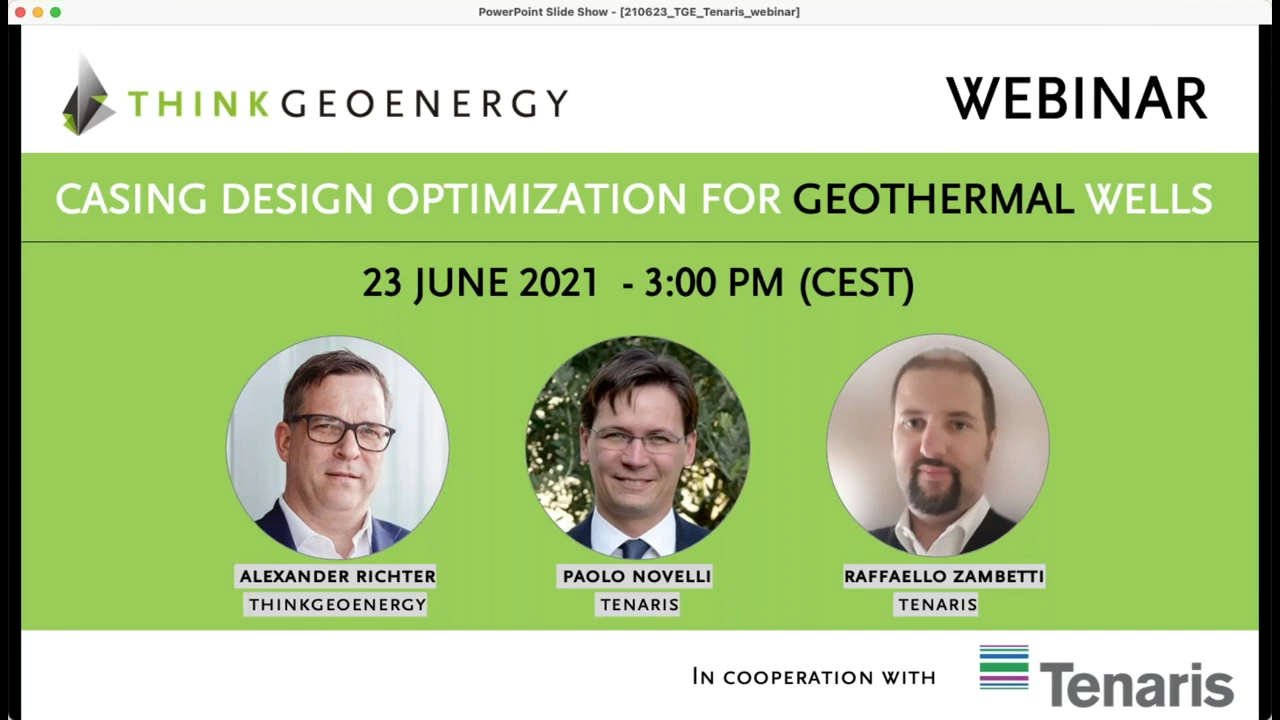 PowerPoint Slide Show - [210623_TGE_Tenaris_webinar]
THINKGEOENERGY
WEBINAR
CASING DESIGN OPTIMIZATION FOR GEOTHERMAL WELLS
23 JUNE 2021 - 3:00 PM (CEST)
ALEXANDER RICHTER
THINKGEOENERGY
PAOLO NOVELLI
TENARIS
RAFFAELLO ZAMBETTI
TENARIS
IN COOPERATION WITH
Tenaris